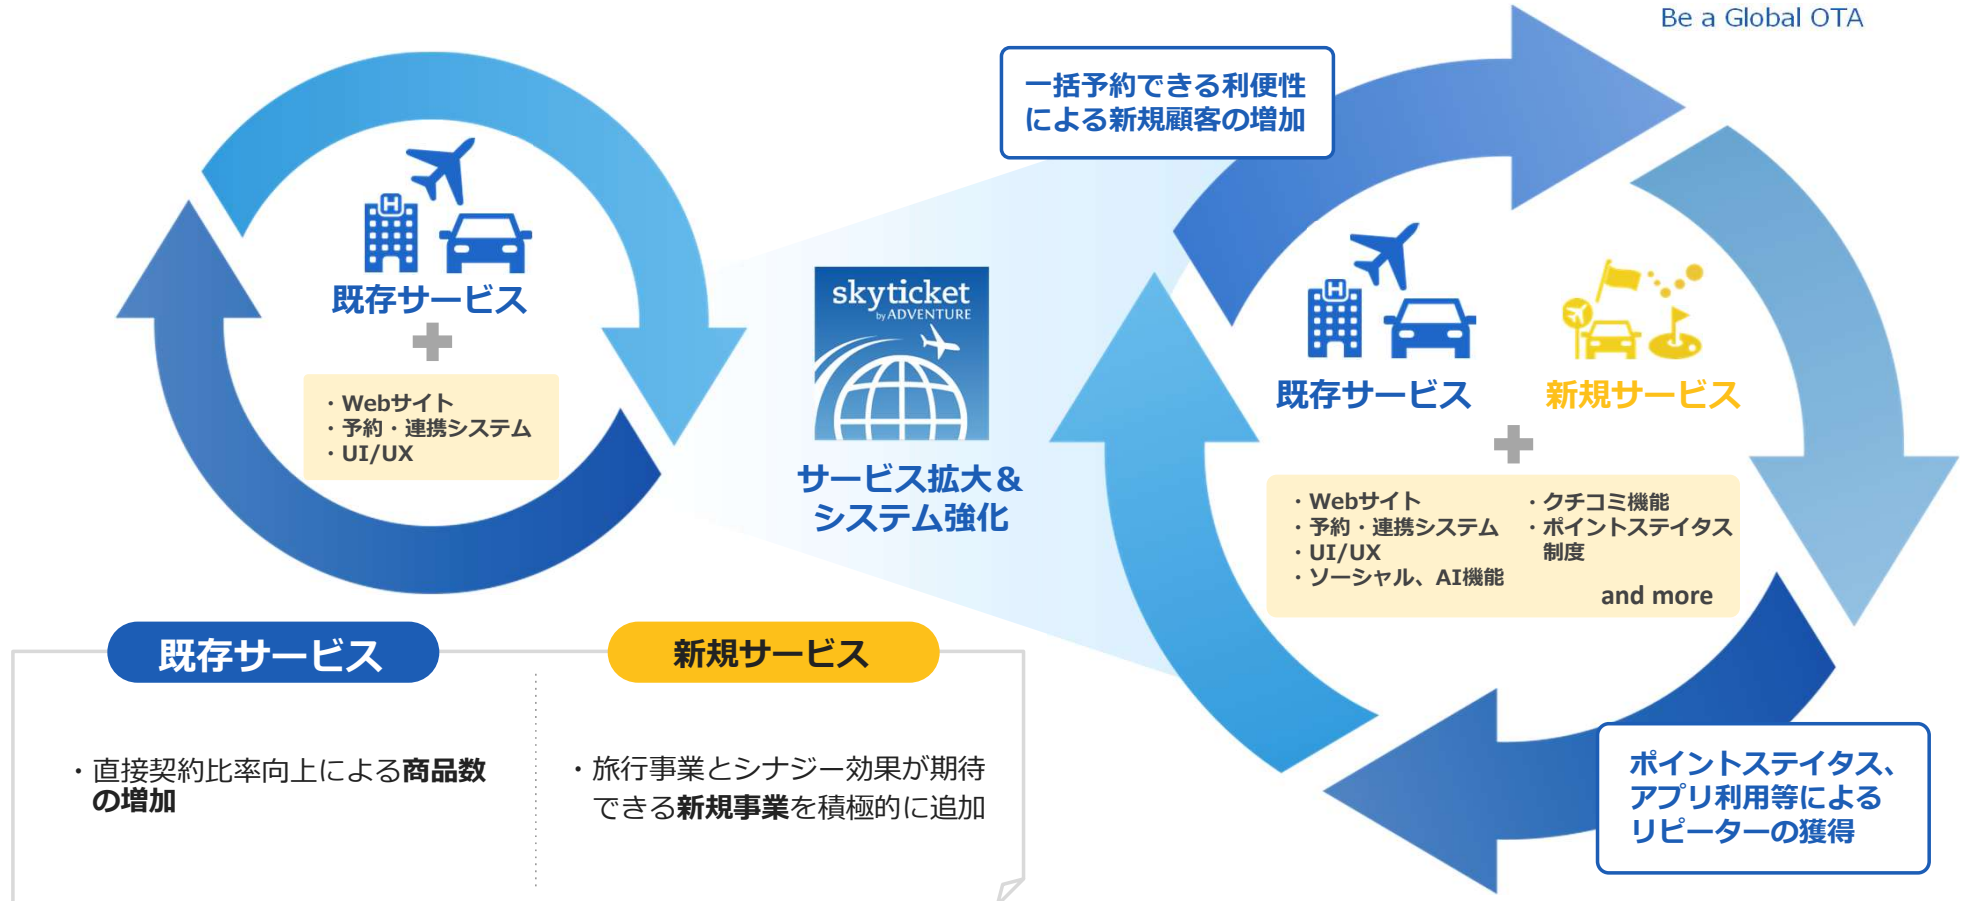 Be a Global OTA
一括予約できる利便性
による新規顧客の増加
H
既存サービス
・Webサイト
・予約・連携システム
・UI/UX
skyticket
by ADVENTURE
サービス拡大＆
システム強化
H
既存サービス
新規サービス
・Webサイト
・予約・連携システム
・UI/UX
・ソーシャル、AI機能
・クチコミ機能
・ポイントステイタス
制度
and more
ポイントステイタス、
アプリ利用等による
リピーターの獲得
既存サービス
・直接契約比率向上による商品数
の増加
新規サービス
・旅行事業とシナジー効果が期待
できる新規事業を積極的に追加